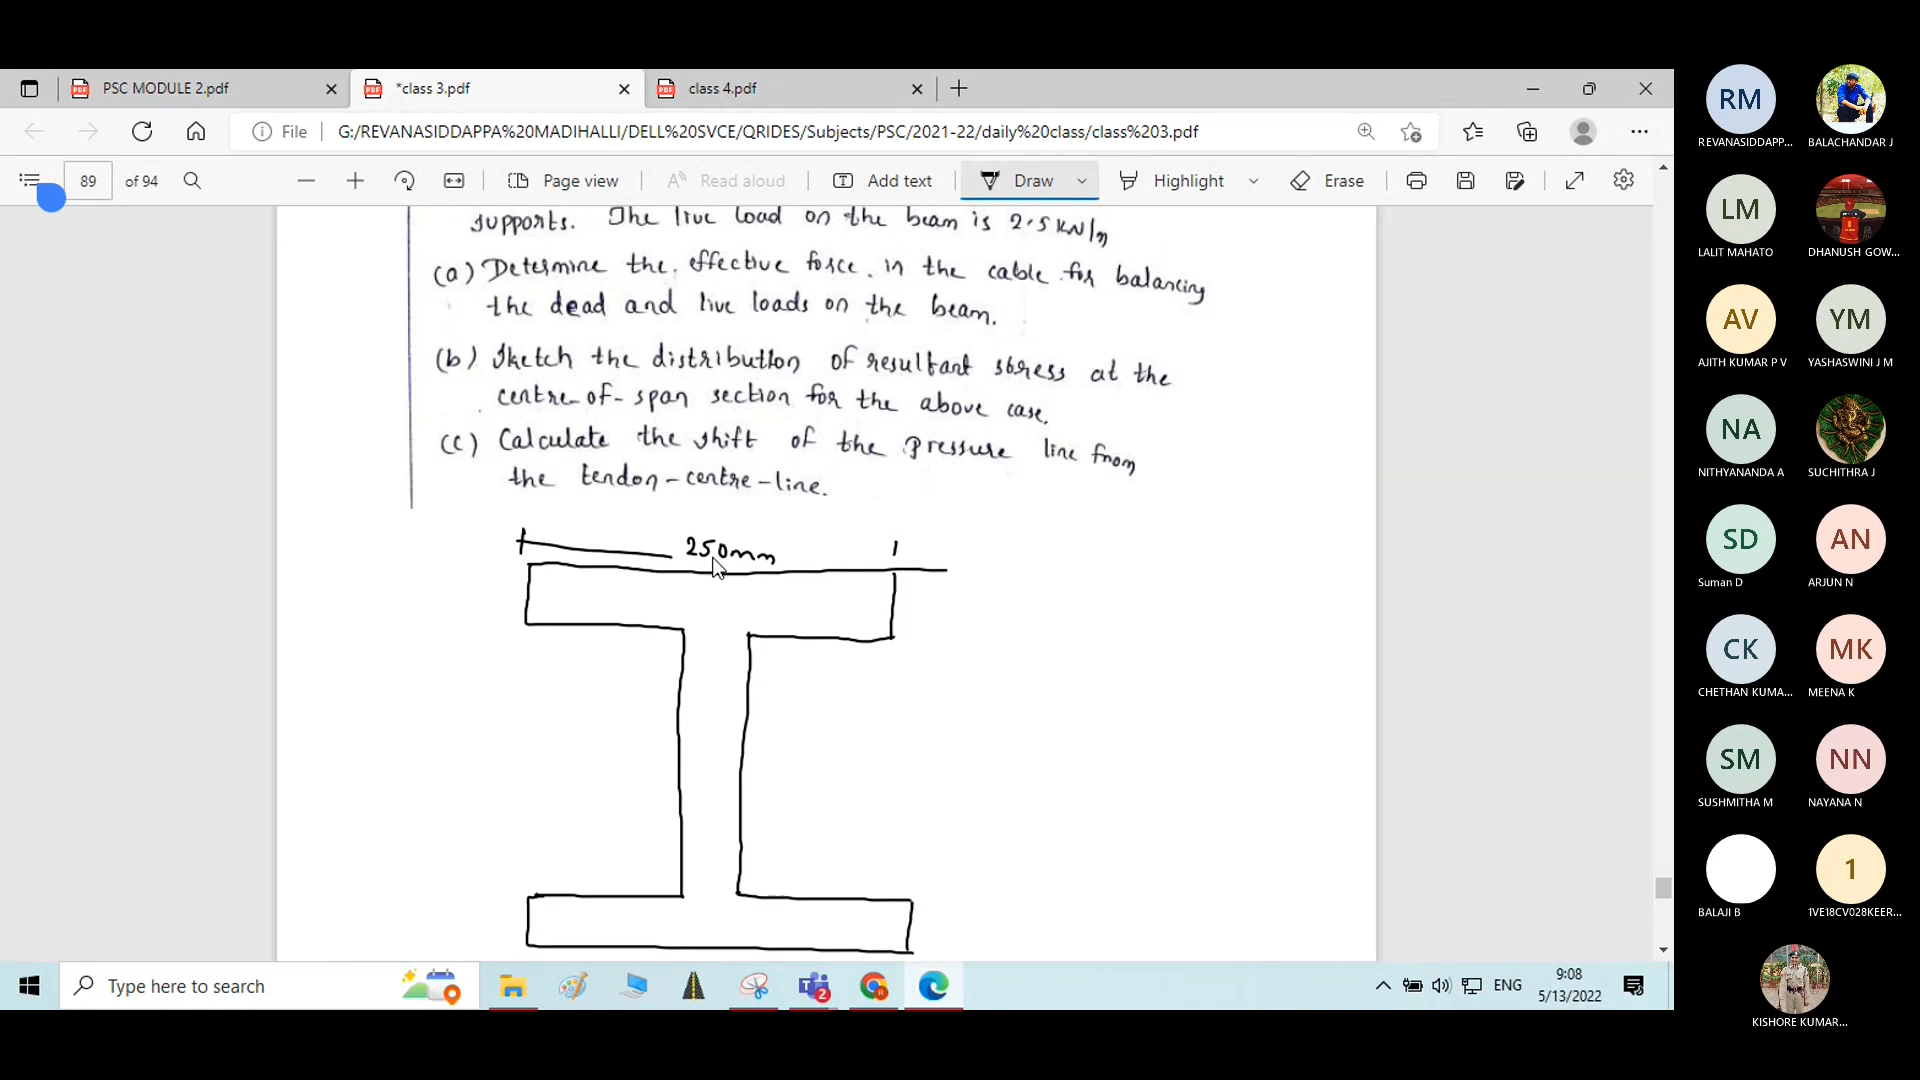 PSC MODULE 2.pdf
*class 3.pdf
class 4.pdf
File
G:/REVANASIDDAPPA%20MADIHALLI/DELL%20SVCE/QRIDES/Subjects/PSC/2021-22/daily%20class/class%203.pdf
89 of 94
Page view
Read aloud
Add text
Draw
Highlight
Erase
supports. The live load on the beam is 2.5 KN/m
(a) Determine the effective force in the cable for balancing
the dead and live loads on the beam.
(b) Sketch the distribution of resultant stress at the
centre-of-span section for the above case.
(c) Calculate the shift of the pressure line from
the tendon-centre-line.
250mm
Type here to search
2
ENG
9:08
5/13/2022
RM
REVANASIDDAPP...
BALACHANDAR J
LM
LALIT MAHATO
DHANUSH GOW...
AV
AJITH KUMAR P V
YM
YASHASWINI J M
NA
NITHYANANDA A
SUCHITHRA J
SD
Suman D
AN
ARJUN N
CK
CHETHAN KUMA...
MK
MEENA K
SM
SUSHMITHA M
NN
NAYANA N
BALAJI B
1
1VE18CV028KEER...
KISHORE KUMAR...